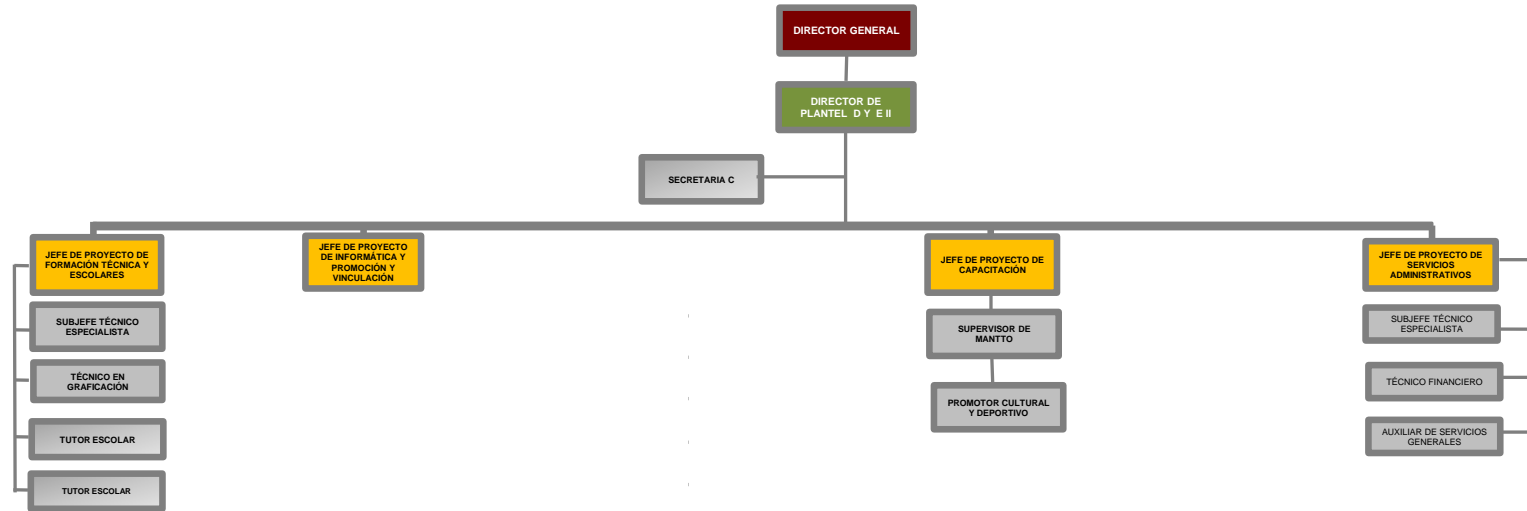 DIRECTOR GENERAL
DIRECTOR DE
PLANTEL D Y E II
SECRETARIA C
JEFE DE PROYECTO DE
FORMACIÓN TÉCNICA Y
ESCOLARES
JEFE DE PROYECTO
DE INFORMÁTICA Y
PROMOCIÓN Y
VINCULACIÓN
JEFE DE PROYECTO DE
CAPACITACIÓN
JEFE DE PROYECTO DE
SERVICIOS
ADMINISTRATIVOS
SUBJEFE TÉCNICO
ESPECIALISTA
SUPERVISOR DE
MANTTO
SUBJEFE TÉCNICO
ESPECIALISTA
TÉCNICO EN
GRAFICACIÓN
PROMOTOR CULTURAL
Y DEPORTIVO
TÉCNICO FINANCIERO
TUTOR ESCOLAR
AUXILIAR DE SERVICIOS
GENERALES
TUTOR ESCOLAR